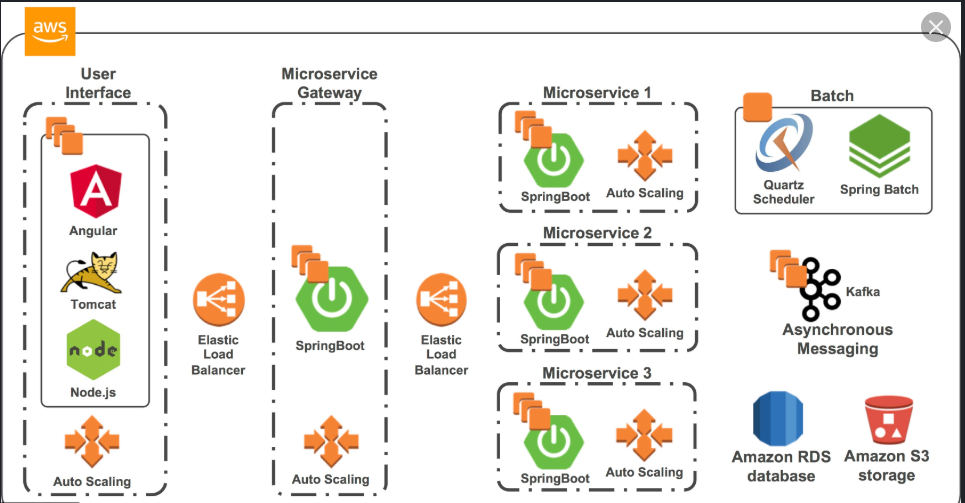 aws
User
Interface
Angular
Tomcat
node
Node.js
Auto Scaling
Elastic
Load
Balancer
Microservice
Gateway
SpringBoot
Auto Scaling
Elastic
Load
Balancer
Microservice 1
SpringBoot
Auto Scaling
Microservice 2
SpringBoot
Auto Scaling
Microservice 3
SpringBoot
Auto Scaling
Batch
Quartz
Scheduler
Spring Batch
Kafka
Asynchronous
Messaging
Amazon RDS
database
Amazon S3
storage